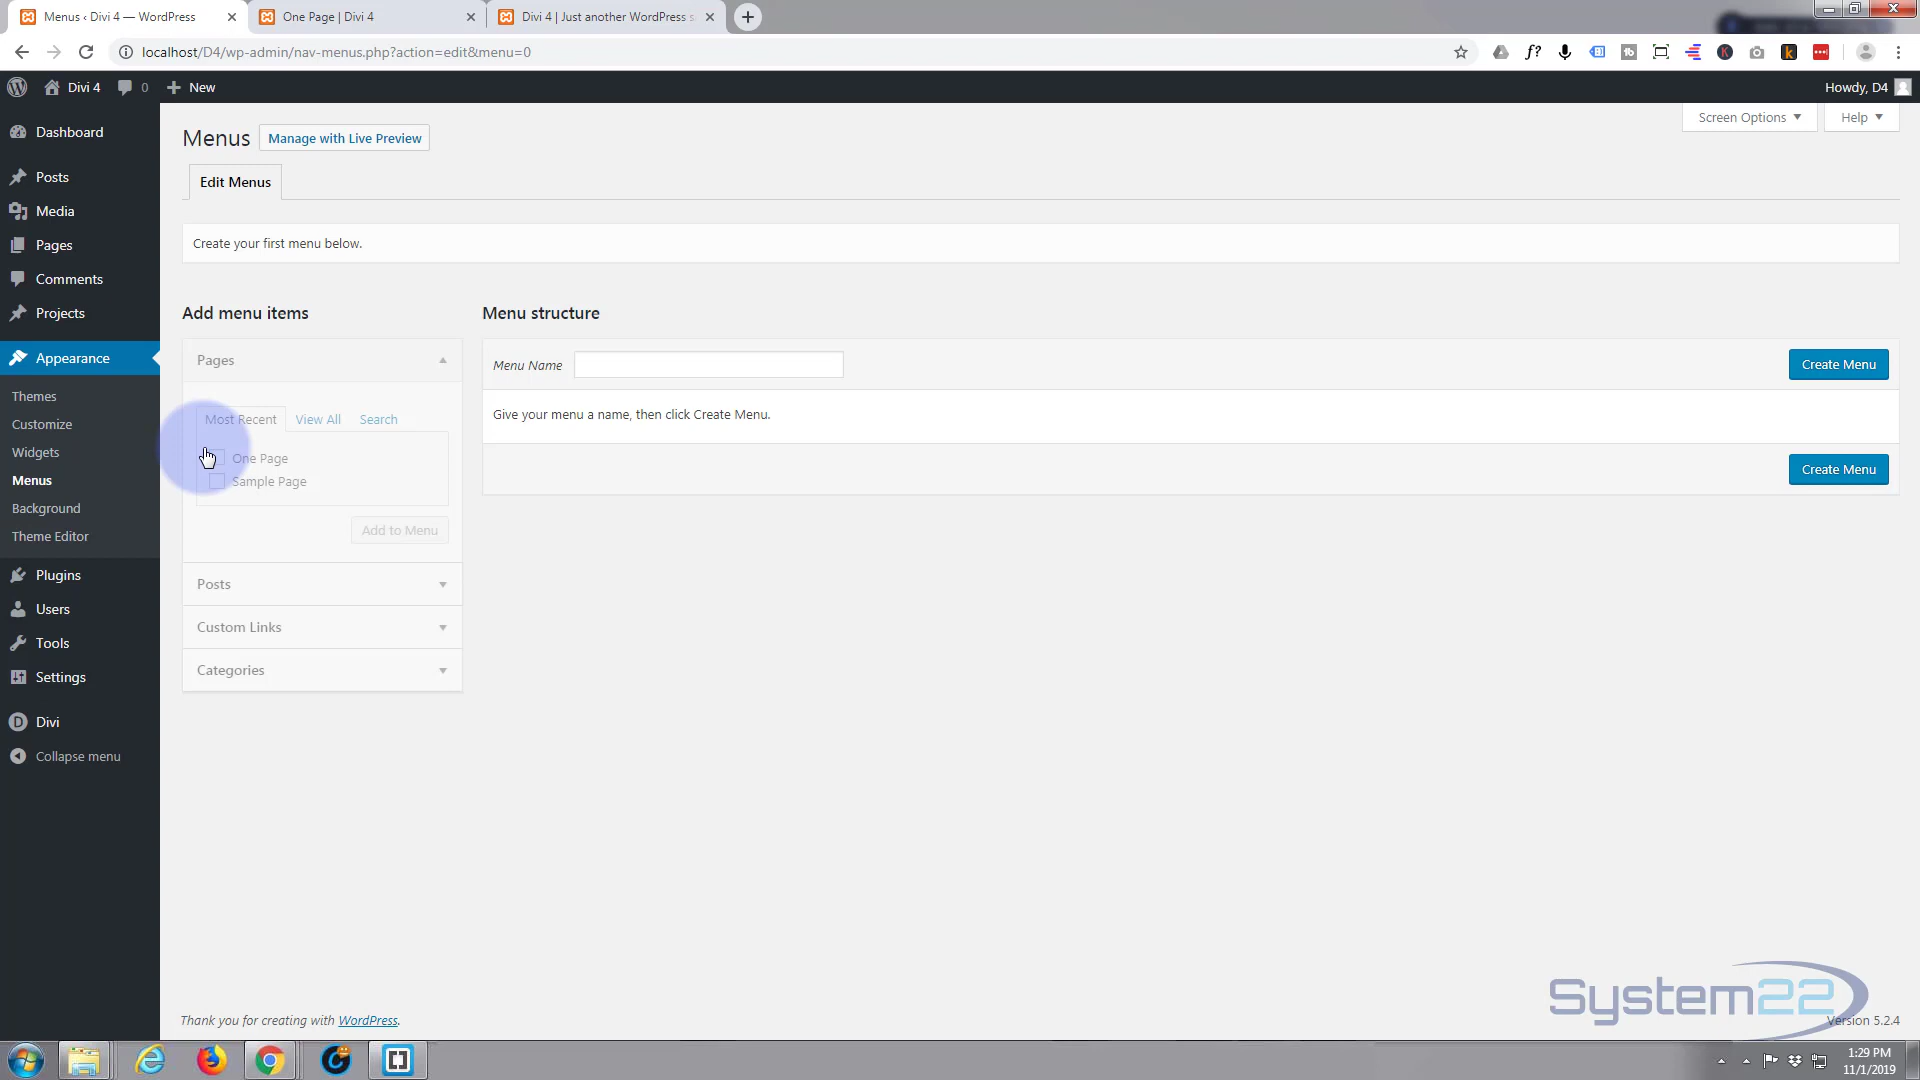 Menus ‹ Divi 4 — WordPress
One Page | Divi 4
Divi 4 | Just another WordPress s
localhost/D4/wp-admin/nav-menus.php?action=edit&menu=0
Divi 4
0
New
Howdy, D4
Screen Options
Help
Menus
Manage with Live Preview
Edit Menus
Create your first menu below.
Dashboard
Posts
Media
Pages
Comments
Projects
Appearance
Themes
Customize
Widgets
Menus
Background
Theme Editor
Plugins
Users
Tools
Settings
Divi
Collapse menu
Add menu items
Pages
Most Recent
View All
Search
One Page
Sample Page
Add to Menu
Posts
Custom Links
Categories
Menu structure
Menu Name
Create Menu
Give your menu a name, then click Create Menu.
Create Menu
Thank you for creating with WordPress.
System22
Version 5.2.4
1:29 PM
11/1/2019